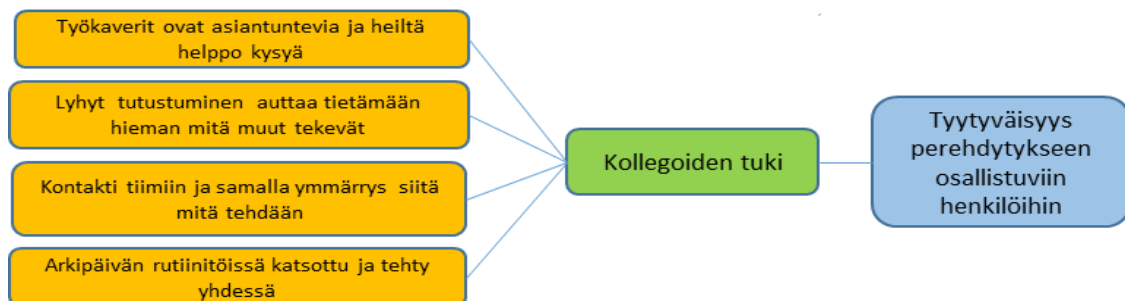 Työkaverit ovat asiantuntevia ja heiltä
helppo kysyä
Lyhyt tutustuminen auttaa tietämään
hieman mitä muut tekevät
Kontakti tiimiin ja samalla ymmärrys siitä
mitä tehdään
Arkipäivän rutiinitöissä katsottu ja tehty
yhdessä
Kollegoiden tuki
Tyytyväisyys
perehdytykseen
osallistuviin
henkilöihin